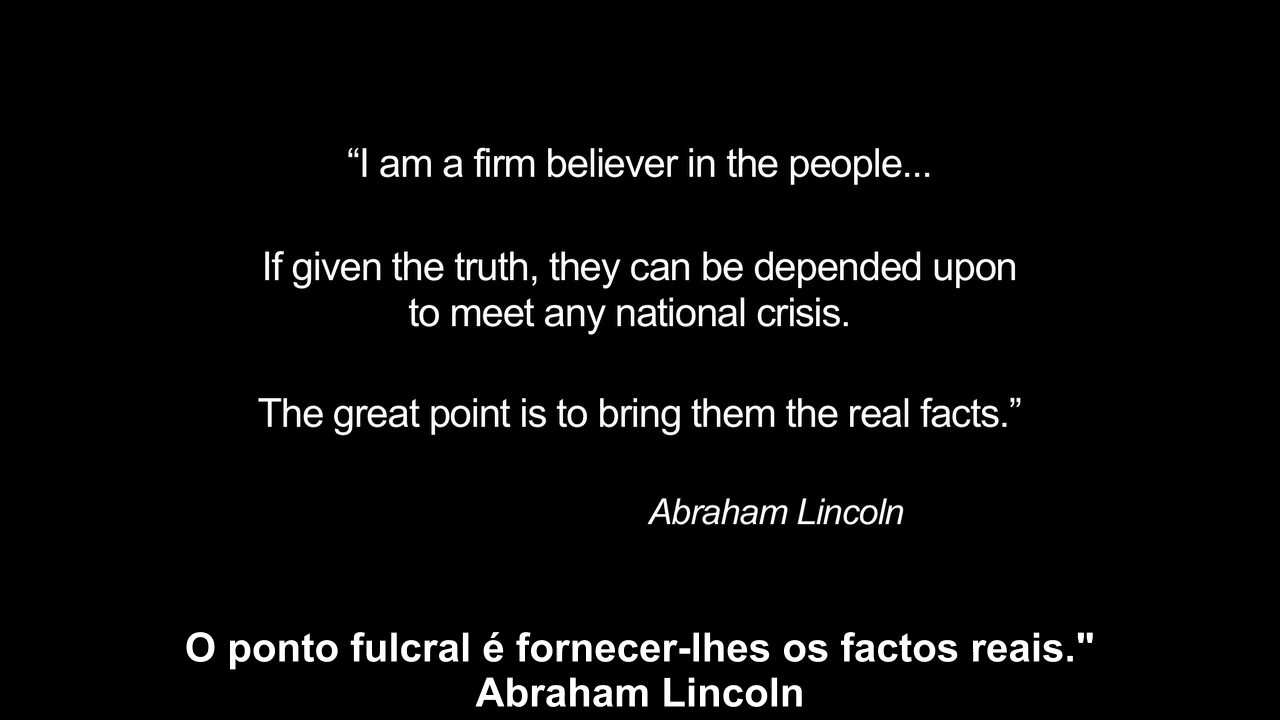 “I am a firm believer in the people...
If given the truth, they can be depended upon
to meet any national crisis.
The great point is to bring them the real facts.”
Abraham Lincoln
O ponto fulcral é fornecer-lhes os factos reais."
Abraham Lincoln